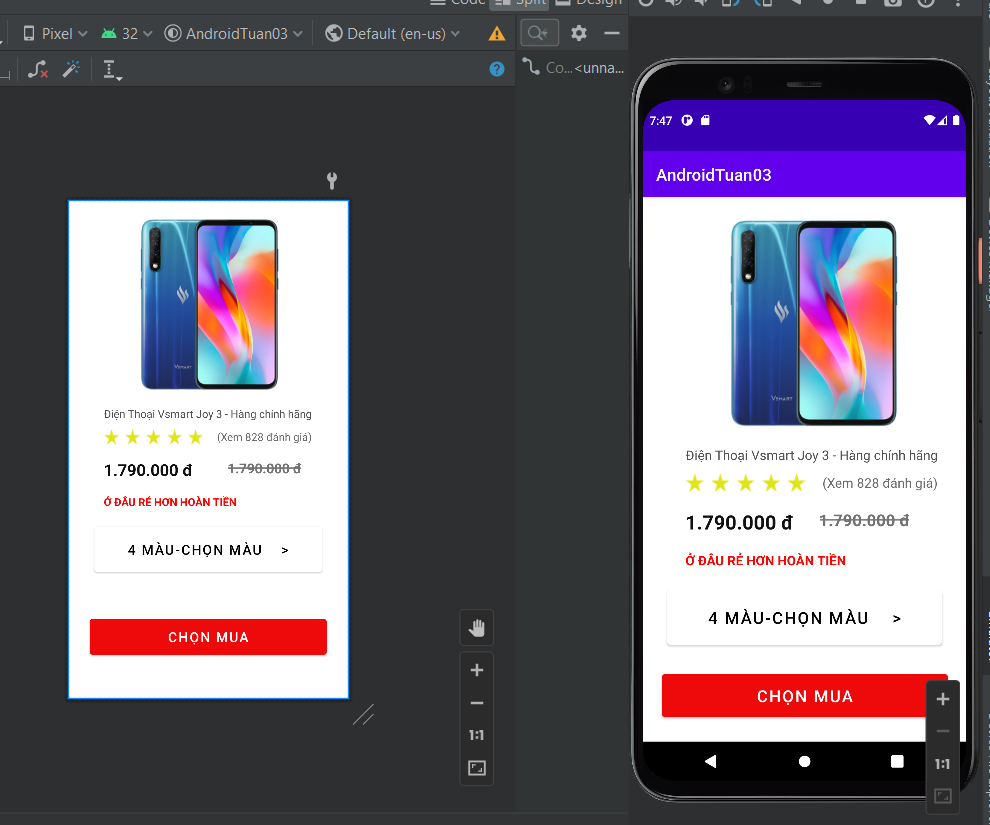 Code Split Design
Pixel 32 AndroidTuan03 Default (en-us)
Co...<unna...
Điện Thoại Vsmart Joy 3 - Hàng chính hãng
(Xem 828 đánh giá)
1.790.000 đ 1.790.000 đ
Ở ĐÂU RẺ HƠN HOÀN TIỀN
4 MÀU-CHỌN MÀU >
CHỌN MUA
1:1
7:47
AndroidTuan03
VSMART
Điện Thoại Vsmart Joy 3 - Hàng chính hãng
(Xem 828 đánh giá)
1.790.000 đ 1.790.000 đ
Ở ĐÂU RẺ HƠN HOÀN TIỀN
4 MÀU-CHỌN MÀU >
CHỌN MUA
1:1